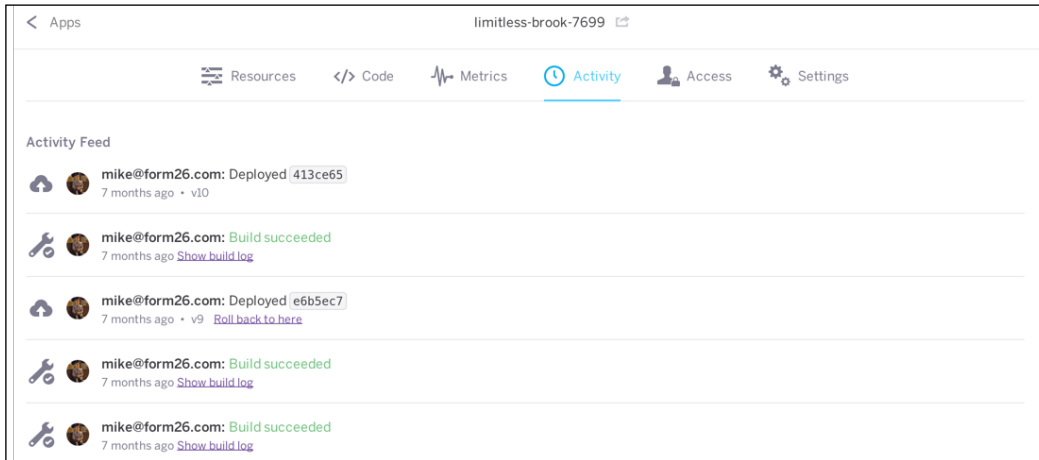 Apps
limitless-brook-7699
Resources </> Code Metrics Activity Access Settings
Activity Feed
mike@form26.com: Deployed 413ce65
7 months ago • v10
mike@form26.com: Build succeeded
7 months ago Show build log
mike@form26.com: Deployed e6b5ec7
7 months ago • v9 Roll back to here
mike@form26.com: Build succeeded
7 months ago Show build log
mike@form26.com: Build succeeded
7 months ago Show build log